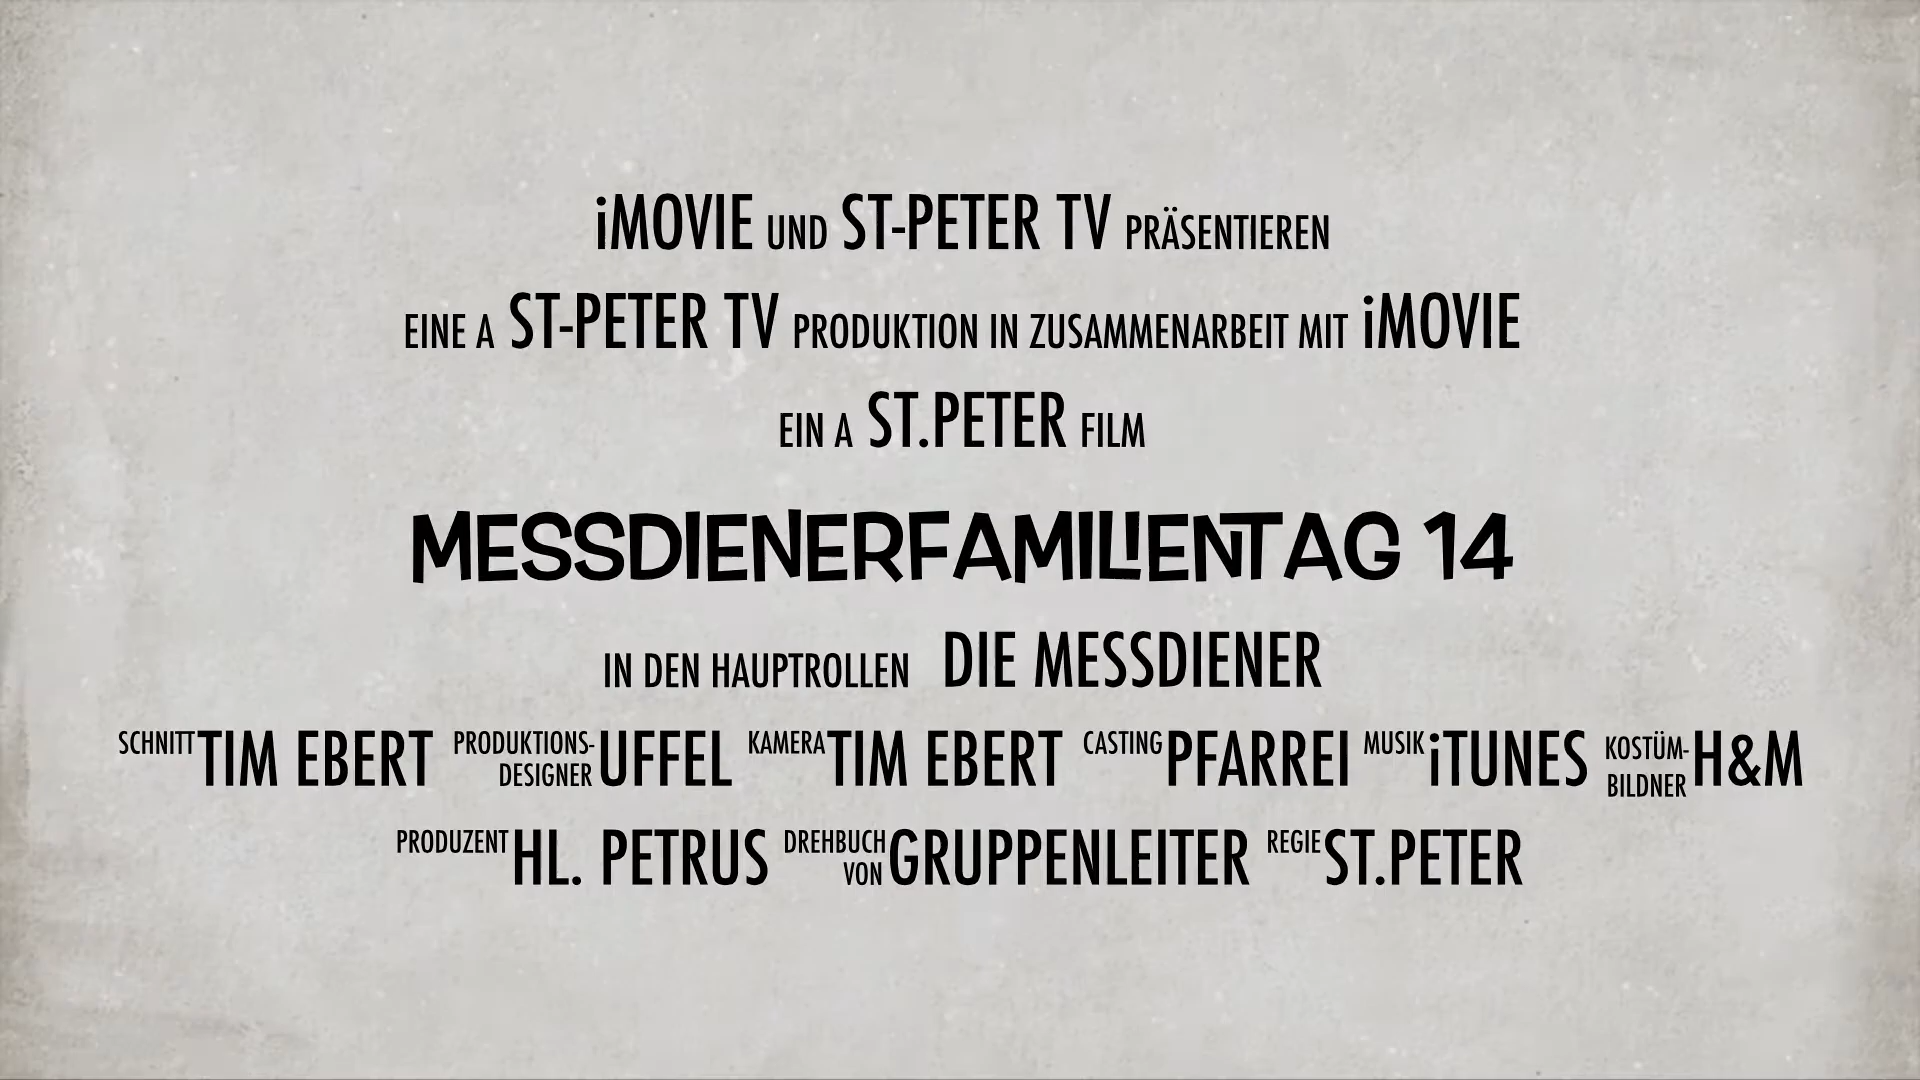 iMOVIE UND ST-PETER TV PRÄSENTIEREN
EINE A ST-PETER TV PRODUKTION IN ZUSAMMENARBEIT MIT iMOVIE
EIN A ST.PETER FILM
MESSDIENERFAMILIENTAG 14
IN DEN HAUPTROLLEN DIE MESSDIENER
SCHNITT TIM EBERT PRODUKTIONS-DESIGNER UFFEL KAMERA TIM EBERT CASTING PFARREI MUSIK iTUNES KOSTÜM-BILDNER H&M
PRODUZENT HL. PETRUS DREHBUCH VON GRUPPENLEITER REGIE ST.PETER